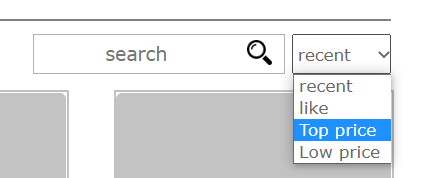 search
recent
recent
like
Top price
Low price